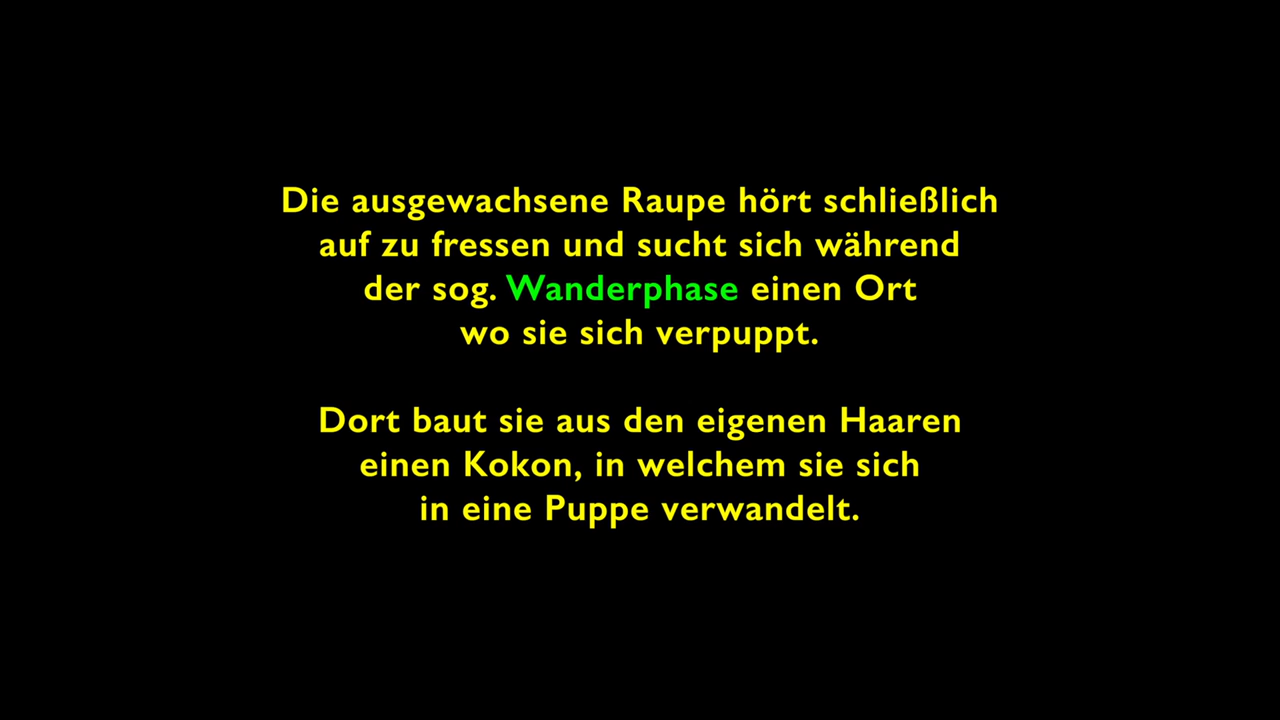 Die ausgewachsene Raupe hört schließlich
auf zu fressen und sucht sich während
der sog. Wanderphase einen Ort
wo sie sich verpuppt.
Dort baut sie aus den eigenen Haaren
einen Kokon, in welchem sie sich
in eine Puppe verwandelt.